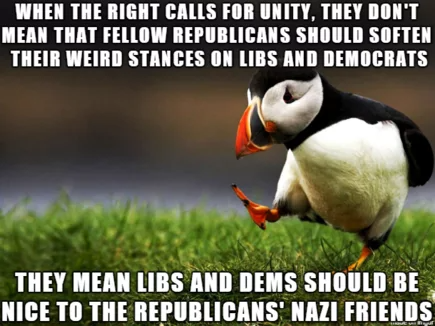 WHEN THE RIGHT CALLS FOR UNITY, THEY DON'T
MEAN THAT FELLOW REPUBLICANS SHOULD SOFTEN
THEIR WEIRD STANCES ON LIBS AND DEMOCRATS
THEY MEAN LIBS AND DEMS SHOULD BE
NICE TO THE REPUBLICANS' NAZI FRIENDS